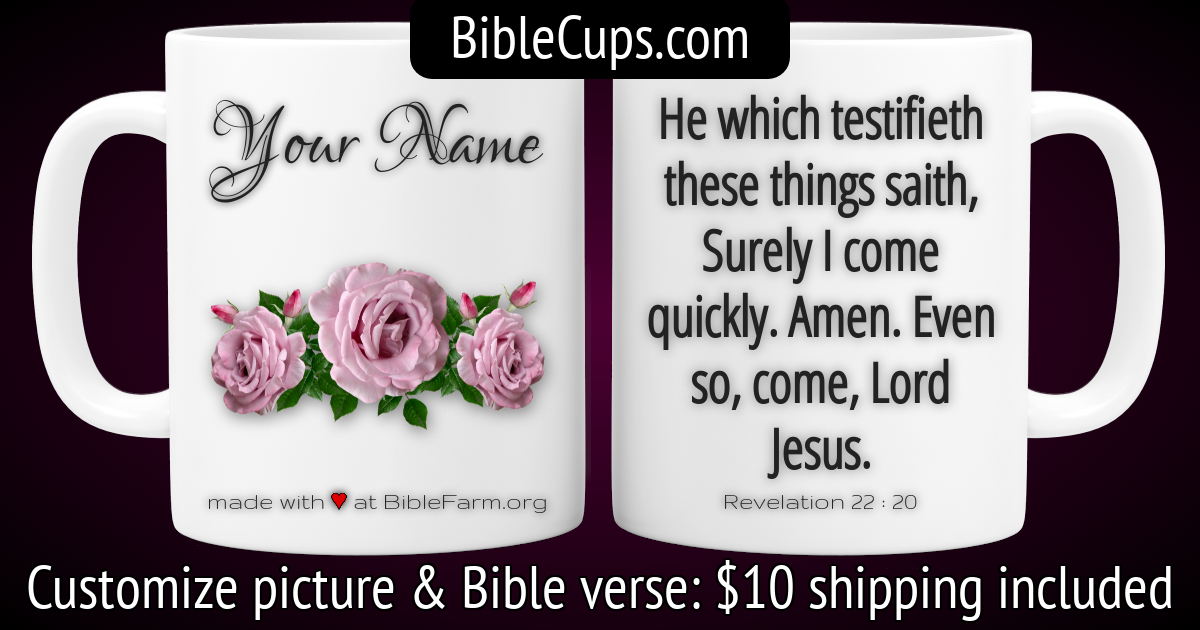 BibleCups.com
Your Name
made with ♥ at BibleFarm.org
He which testifieth
these things saith,
Surely I come
quickly. Amen. Even
so, come, Lord
Jesus.
Revelation 22 : 20
Customize picture & Bible verse: $10 shipping included